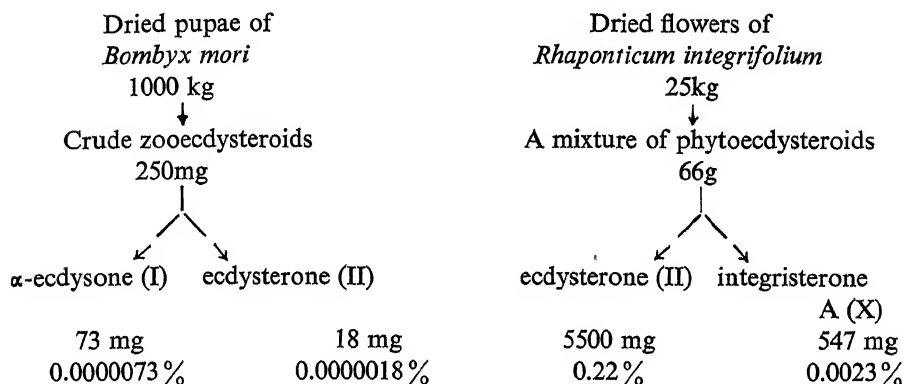 Dried pupae of
Bombyx mori
1000 kg
Crude zooecdysteroids
250mg
α-ecdysone (I) ecdysterone (II)
73 mg 18 mg
0.0000073% 0.0000018%
Dried flowers of
Rhaponticum integrifolium
25kg
A mixture of phytoecdysteroids
66g
ecdysterone (II) integristerone
A (X)
5500 mg 547 mg
0.22% 0.0023%